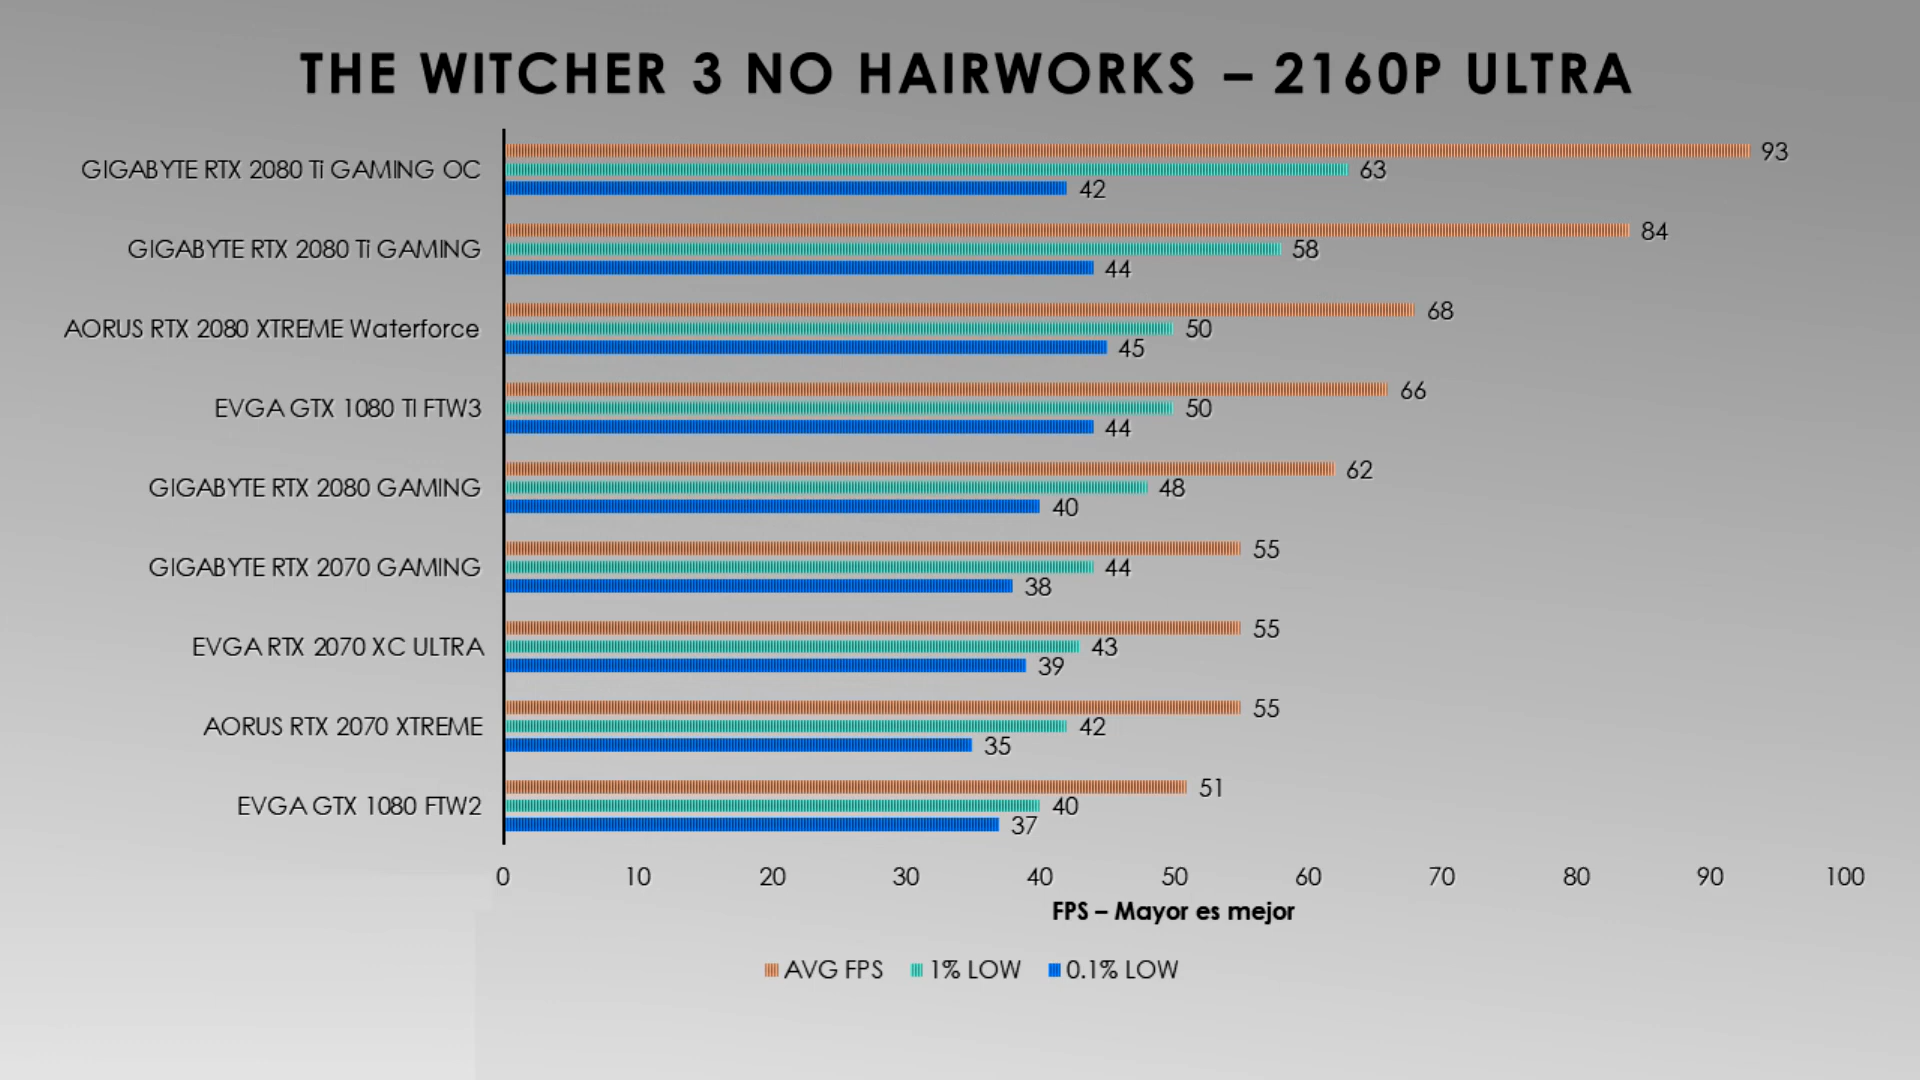 THE WITCHER 3 NO HAIRWORKS – 2160P ULTRA
GIGABYTE RTX 2080 Ti GAMING OC
93
63
42
GIGABYTE RTX 2080 Ti GAMING
84
58
44
AORUS RTX 2080 XTREME Waterforce
68
50
45
EVGA GTX 1080 TI FTW3
66
50
44
GIGABYTE RTX 2080 GAMING
62
48
40
GIGABYTE RTX 2070 GAMING
55
44
38
EVGA RTX 2070 XC ULTRA
55
43
39
AORUS RTX 2070 XTREME
55
42
35
EVGA GTX 1080 FTW2
51
40
37
0 10 20 30 40 50 60 70 80 90 100
FPS – Mayor es mejor
AVG FPS 1% LOW 0.1% LOW